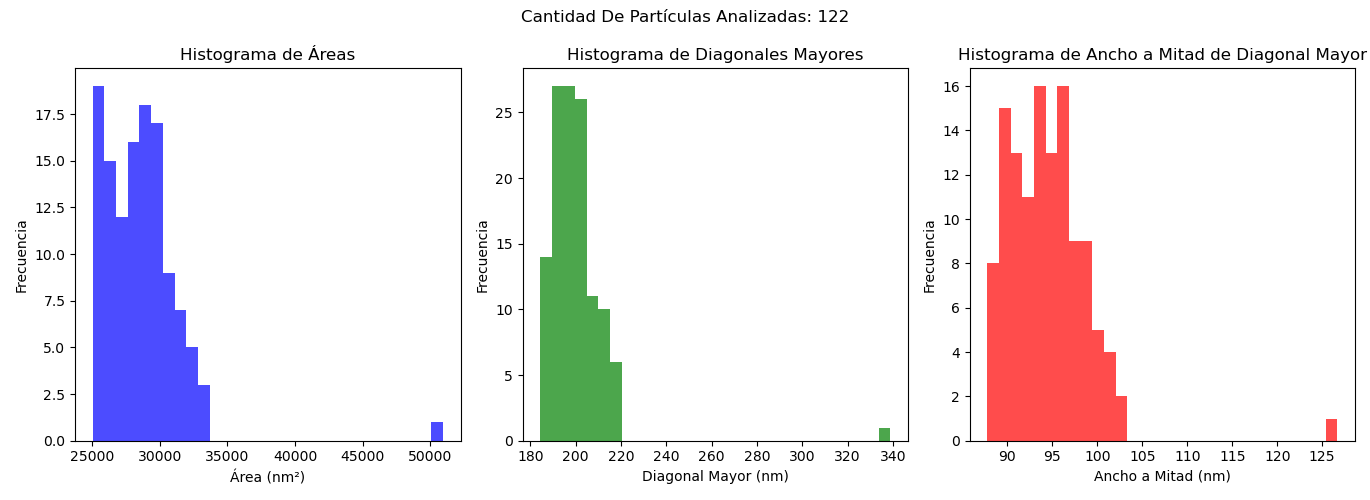 Cantidad De Partículas Analizadas: 122
Histograma de Áreas
Frecuencia
17.5
15.0
12.5
10.0
7.5
5.0
2.5
0.0
25000 30000 35000 40000 45000 50000
Área (nm²)
Histograma de Diagonales Mayores
Frecuencia
25
20
15
10
5
0
180 200 220 240 260 280 300 320 340
Diagonal Mayor (nm)
Histograma de Ancho a Mitad de Diagonal Mayor
Frecuencia
16
14
12
10
8
6
4
2
0
90 95 100 105 110 115 120 125
Ancho a Mitad (nm)